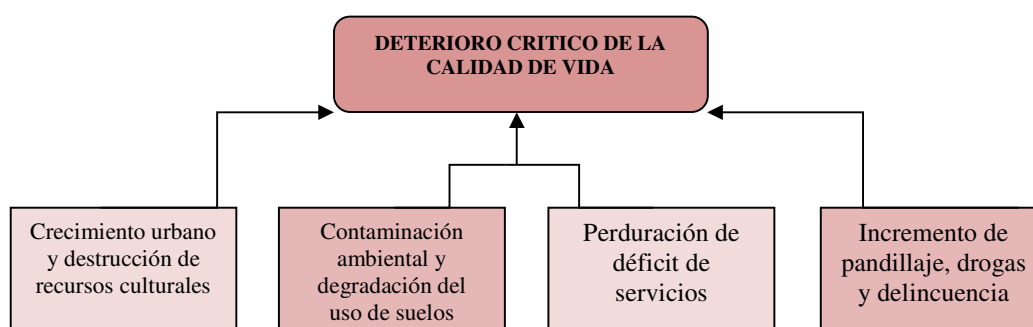 DETERIORO CRITICO DE LA
CALIDAD DE VIDA
Crecimiento urbano
y destrucción de
recursos culturales
Contaminación
ambiental y
degradación del
uso de suelos
Perduración de
déficit de
servicios
Incremento de
pandillaje, drogas
y delincuencia